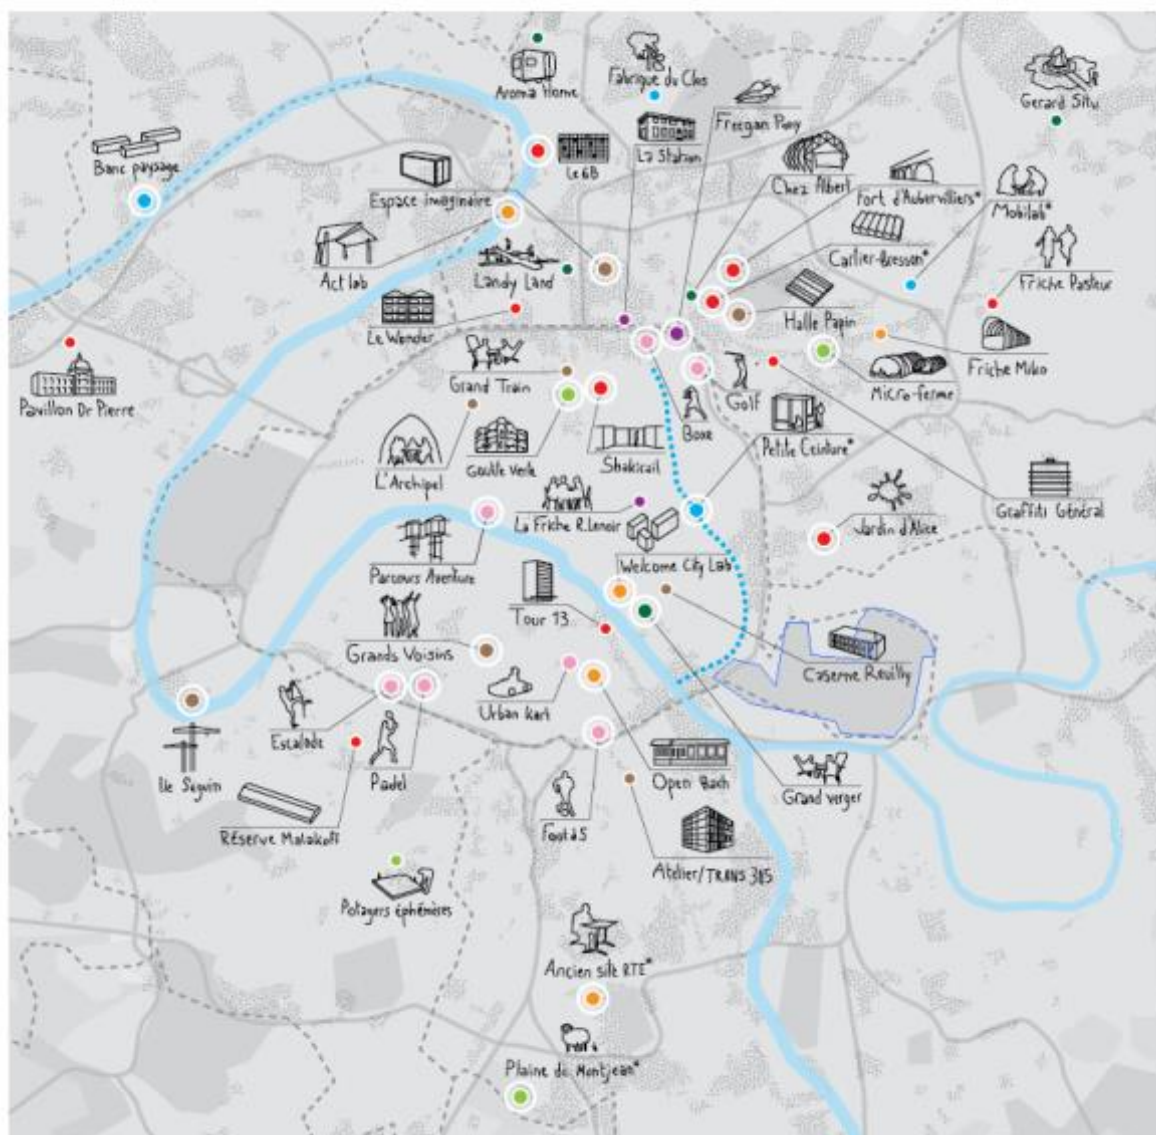 Aroma Home
Fabrique du Clos
Gerard Situ
Freegan Pony
La Station
Banc paysage
Le 6B
Chez Albert
Fort d'Aubervilliers*
Mobilab*
Espace imaginaire
Carlier-Bresson*
Friche Pasteur
Act lab
Landy Land
Halle Papin
Le Wonder
Friche Miko
Grand Train
Micro-ferme
Pavillon Dr Pierre
Golf
Boxe
Petite Ceinture*
L'Archipel
Goutte Verte
Shakirail
Graffiti Général
La Friche R.Lenoir
Jardin d'Alice
Parcours Aventure
Welcome City Lab
Tour 13
Grands Voisins
Caserne Reuilly
Urban Kart
Escalade
Padel
Ile Seguin
Open Bach
Grand verger
Réserve Malakoff
Foot à 5
Atelier/TRANS 305
Potagers éphémères
Ancien site RTE*
Plaine de Montjean*